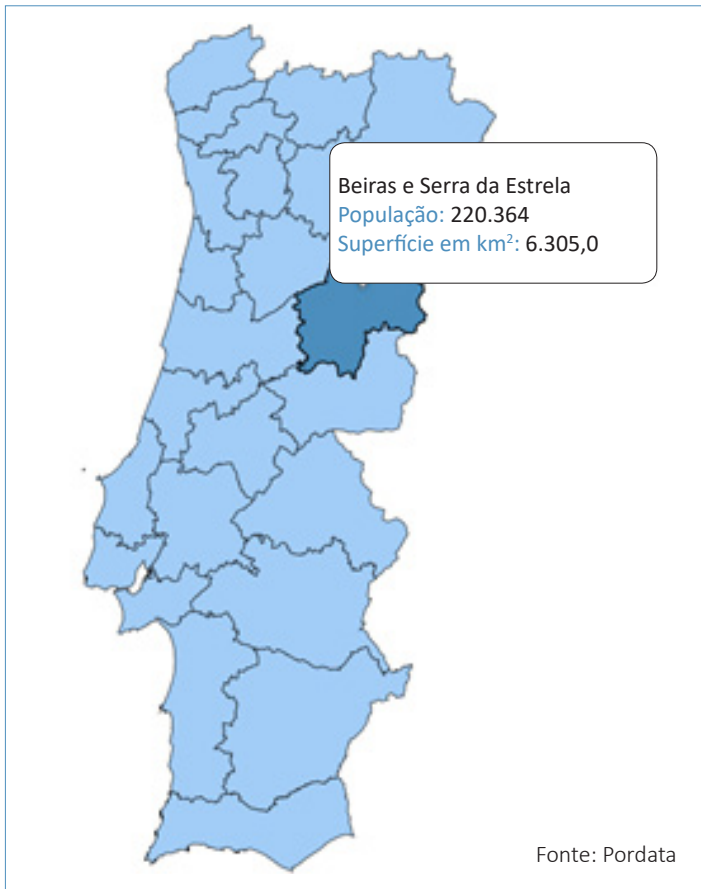 Beiras e Serra da Estrela
População: 220.364
Superfície em km²: 6.305,0
Fonte: Pordata